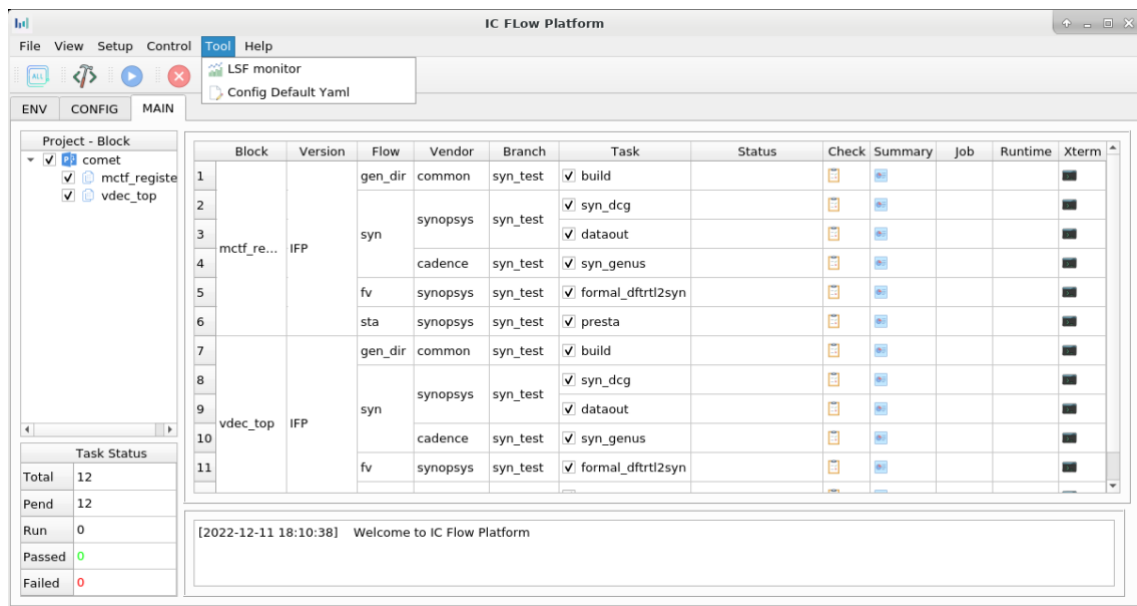 IC FLow Platform
File View Setup Control Tool Help
ALL
LSF monitor
Config Default Yaml
ENV CONFIG MAIN
Project - Block
comet
mctf_registe
vdec_top
Block Version Flow Vendor Branch Task Status Check Summary Job Runtime Xterm
1 gen_dir common syn_test build
2 syn_dcg
synopsys syn_test
3 syn dataout
mctf_re... IFP
4 cadence syn_test syn_genus
5 fv synopsys syn_test formal_dftrtl2syn
6 sta synopsys syn_test presta
7 gen_dir common syn_test build
8 syn_dcg
synopsys syn_test
9 syn dataout
vdec_top IFP
10 cadence syn_test syn_genus
11 fv synopsys syn_test formal_dftrtl2syn
Task Status
Total 12
Pend 12
Run 0
Passed 0
Failed 0
[2022-12-11 18:10:38] Welcome to IC Flow Platform